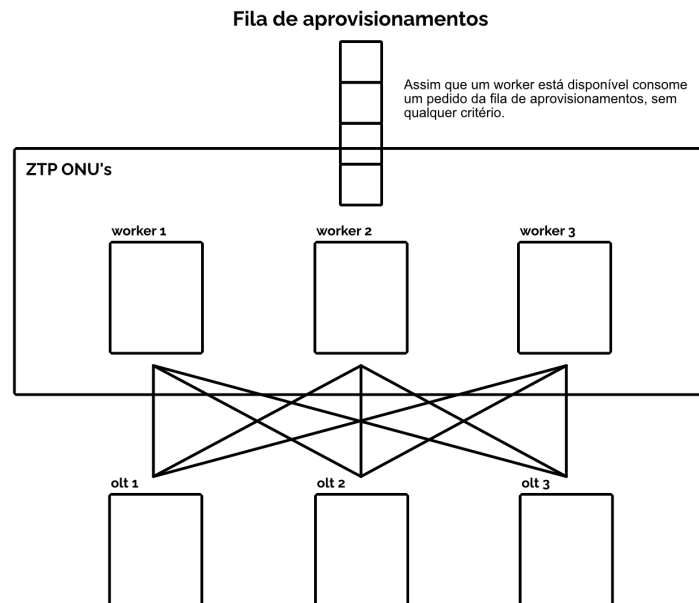 Fila de aprovisionamentos
Assim que um worker está disponível consome
um pedido da fila de aprovisionamentos, sem
qualquer critério.
ZTP ONU's
worker 1
worker 2
worker 3
olt 1
olt 2
olt 3